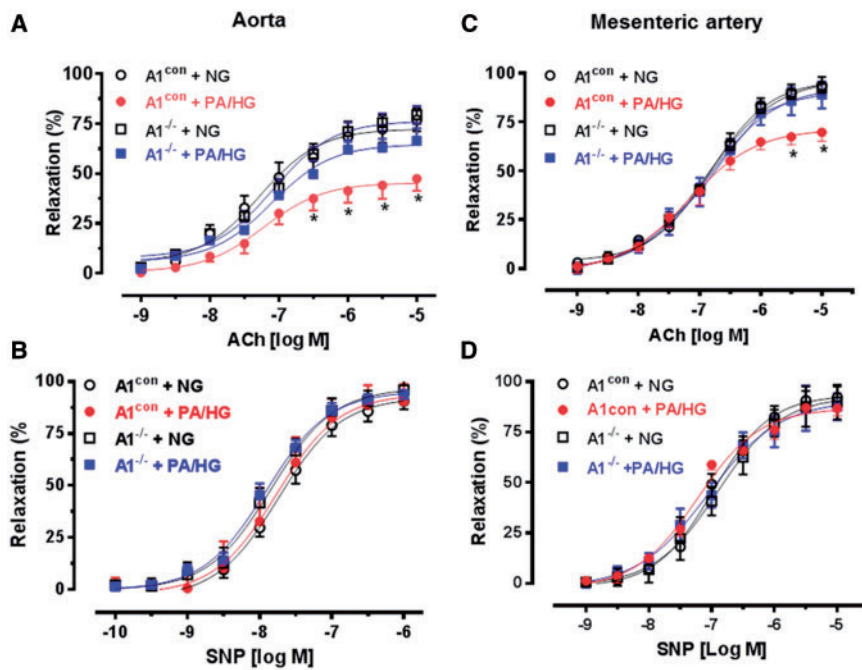 A
Aorta
A1con + NG
A1con + PA/HG
A1-/- + NG
A1-/- + PA/HG
Relaxation (%)
100
75
50
25
0
* * * *
-9 -8 -7 -6 -5
ACh [log M]
C
Mesenteric artery
A1con + NG
A1con + PA/HG
A1-/- + NG
A1-/- + PA/HG
Relaxation (%)
100
75
50
25
0
* *
-9 -8 -7 -6 -5
ACh [log M]
B
A1con + NG
A1con + PA/HG
A1-/- + NG
A1-/- + PA/HG
Relaxation (%
100
75
50
25
0
-10 -9 -8 -7 -6
SNP [log M]
D
A1con + NG
A1con + PA/HG
A1-/- + NG
A1-/- +PA/HG
Relaxation (%)
100
75
50
25
0
-9 -8 -7 -6 -5
SNP [Log M]